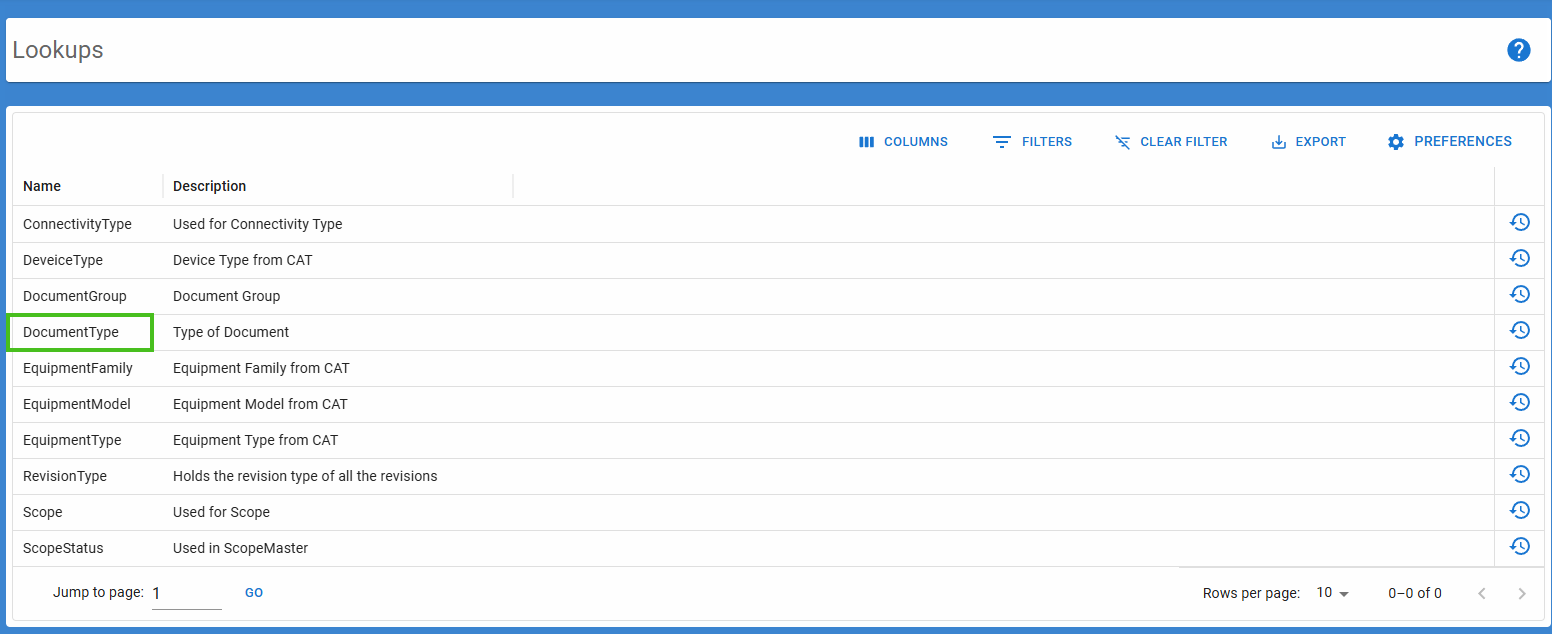 Lookups
?
COLUMNS FILTERS CLEAR FILTER EXPORT PREFERENCES
Name Description
ConnectivityType Used for Connectivity Type
DeveiceType Device Type from CAT
DocumentGroup Document Group
DocumentType Type of Document
EquipmentFamily Equipment Family from CAT
EquipmentModel Equipment Model from CAT
EquipmentType Equipment Type from CAT
RevisionType Holds the revision type of all the revisions
Scope Used for Scope
ScopeStatus Used in ScopeMaster
Jump to page: 1 GO Rows per page: 10 0–0 of 0